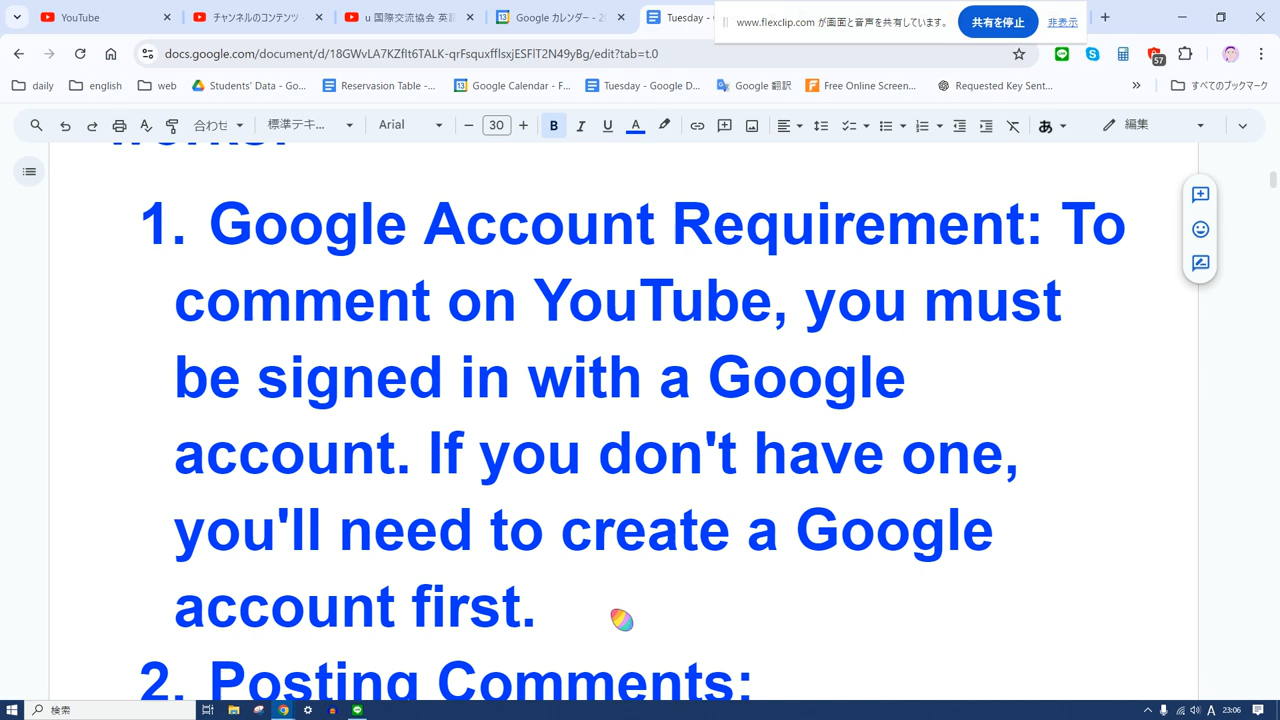 YouTube
チャンネルのコンテンツ
u 国際交流協会 英語
Google カレンダー - 20
Tuesday - G
www.flexclip.com が画面と音声を共有しています。
共有を停止
非表示
docs.google.com/document/d/
/edit?tab=t.0
57
daily
english
web
Students' Data - Go...
Reservasion Table -...
Google Calendar - F...
Tuesday - Google D...
Google 翻訳
Free Online Screen...
Requested Key Sent...
»
すべてのブックマーク
合わせ
標準テキ...
Arial
30
B
I
U
A
あ
編集
works:
1. Google Account Requirement: To
comment on YouTube, you must
be signed in with a Google
account. If you don't have one,
you'll need to create a Google
account first.
2. Posting Comments:
検索
A
23:06